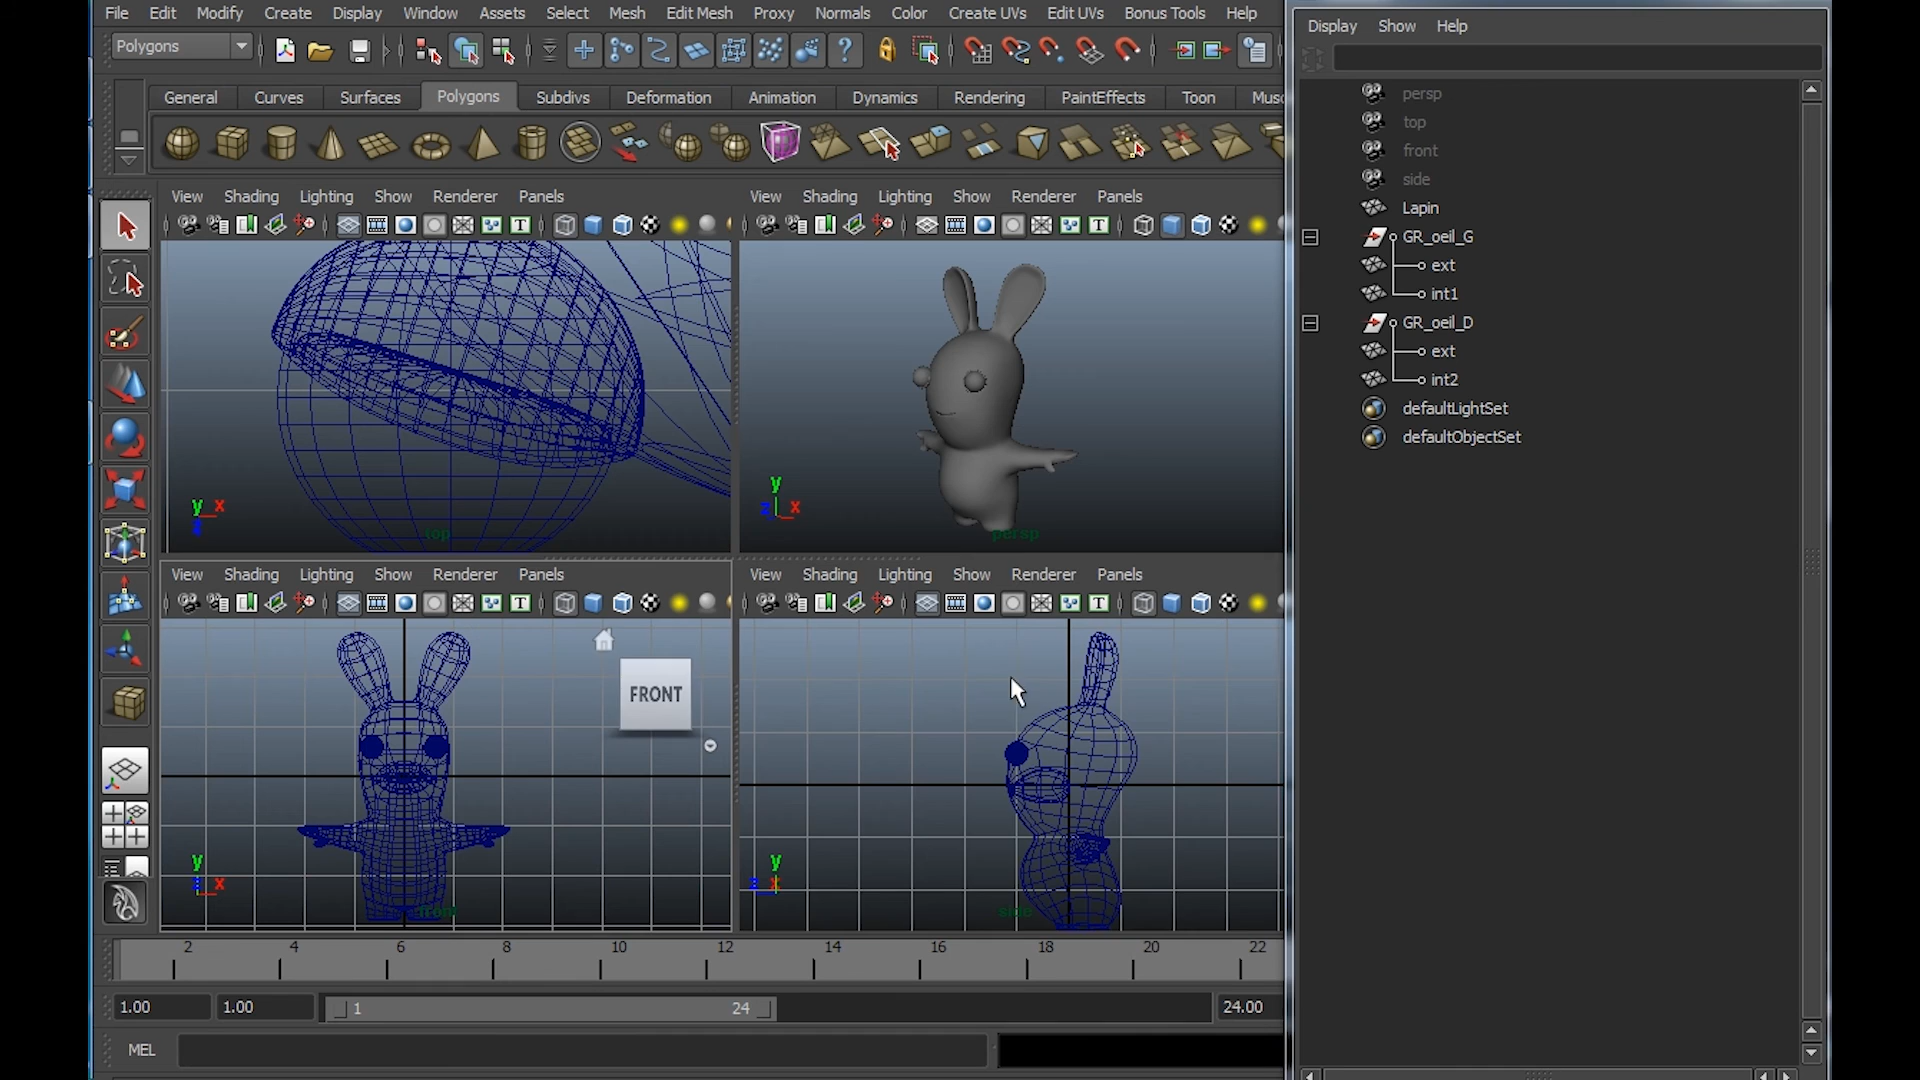 File Edit Modify Create Display Window Assets Select Mesh Edit Mesh Proxy Normals Color Create UVs Edit UVs Bonus Tools Help
Display Show Help
Polygons
General Curves Surfaces Polygons Subdivs Deformation Animation Dynamics Rendering PaintEffects Toon
View Shading Lighting Show Renderer Panels
View Shading Lighting Show Renderer Panels
persp
top
front
side
Lapin
GR_oeil_G
ext
int1
GR_oeil_D
ext
int2
defaultLightSet
defaultObjectSet
y x
z
top
y
z x
persp
View Shading Lighting Show Renderer Panels
View Shading Lighting Show Renderer Panels
FRONT
y
z x
front
y
z x
side
2 4 6 8 10 12 14 16 18 20 22
1.00 1.00 1 24 24.00
MEL